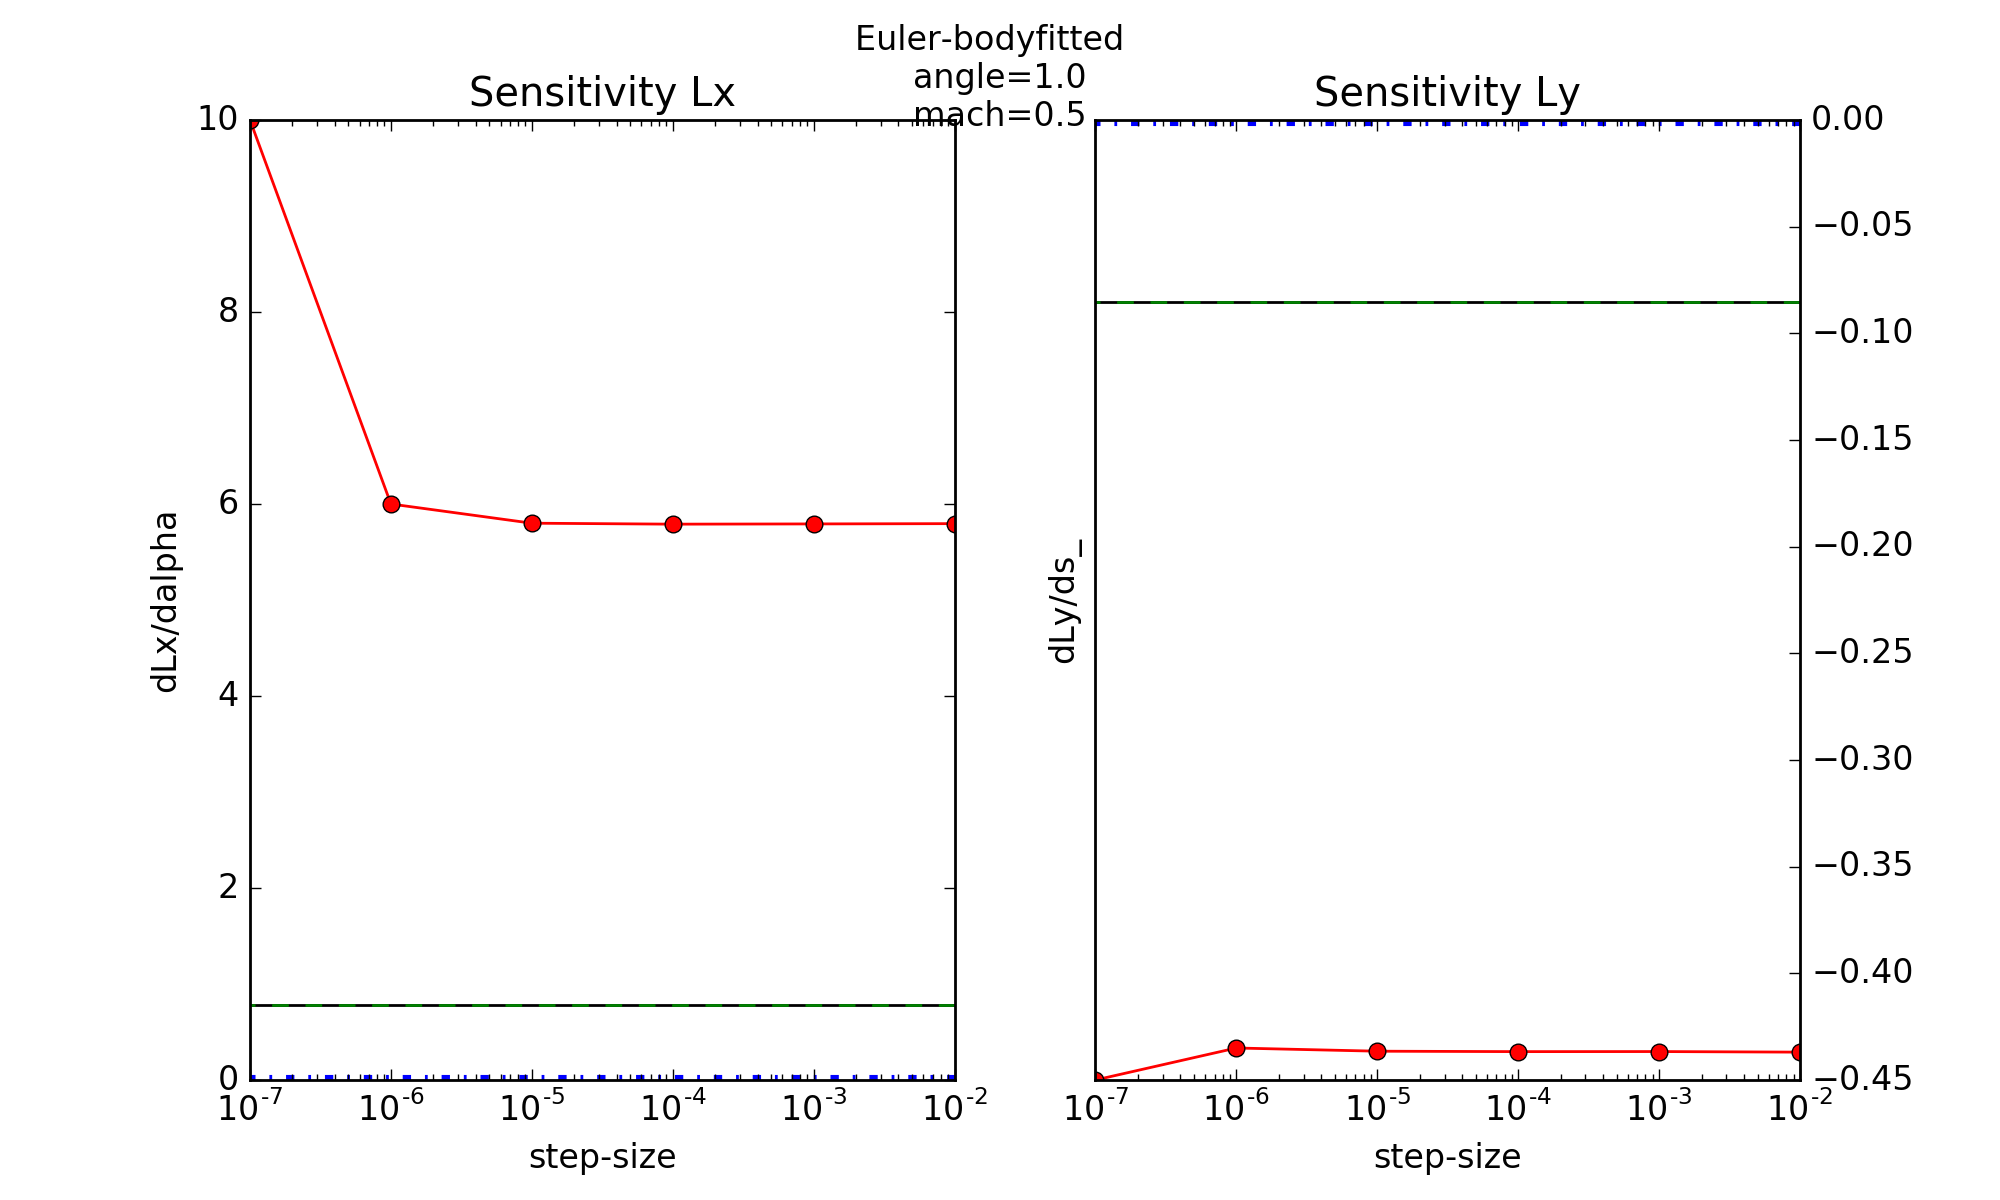 Euler-bodyfitted
angle=1.0
mach=0.5
Sensitivity Lx
10
8
6
4
2
0
dLx/dalpha
10^-7 10^-6 10^-5 10^-4 10^-3 10^-2
step-size
Sensitivity Ly
0.00
−0.05
−0.10
−0.15
−0.20
−0.25
−0.30
−0.35
−0.40
−0.45
dLy/ds_
10^-7 10^-6 10^-5 10^-4 10^-3 10^-2
step-size